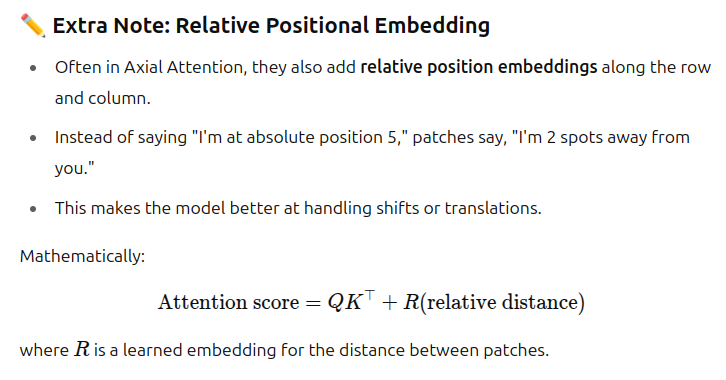 ✏️ Extra Note: Relative Positional Embedding
• Often in Axial Attention, they also add relative position embeddings along the row
and column.
• Instead of saying "I'm at absolute position 5," patches say, "I'm 2 spots away from
you."
• This makes the model better at handling shifts or translations.
Mathematically:
Attention score = QK⊤ + R(relative distance)
where R is a learned embedding for the distance between patches.